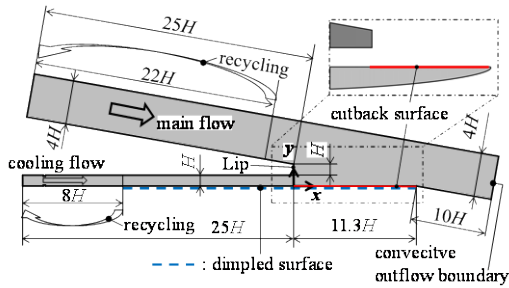 25H
recycling
22H
cutback surface
main flow
4H
4H
y
H
Lip
cooling flow
H
x
8H
recycling
25H
11.3H
10H
convecitve
outflow boundary
: dimpled surface